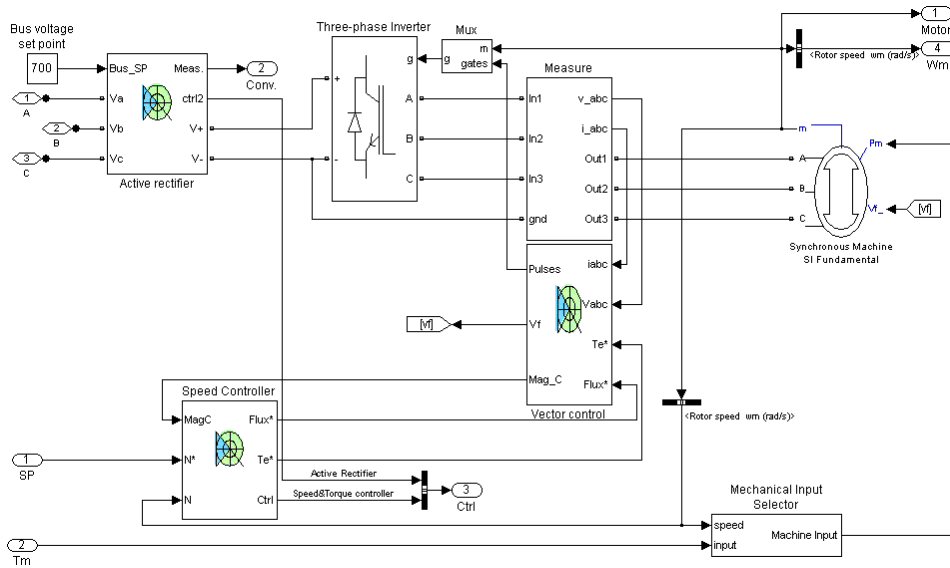 Bus voltage
set point
700
Bus_SP
Va
Vb
Vc
Meas.
ctrl2
V+
V-
Active rectifier
1
A
2
B
3
C
2
Conv.
Three-phase Inverter
+
-
g
A
B
C
Mux
m
g
gates
Measure
In1
In2
In3
gnd
v_abc
i_abc
Out1
Out2
Out3
1
Motor
<Rotor speed wm (rad/s)>
4
Wm
m
A
B
C
Pm
Vf_
[Vf]
Synchronous Machine
SI Fundamental
Pulses
Vf
Mag_C
iabc
Vabc
Te*
Flux*
Vector control
[Vf]
Speed Controller
MagC
N*
N
Flux*
Te*
Ctrl
1
SP
Active Rectifier
Speed&Torque controller
3
Ctrl
<Rotor speed wm (rad/s)>
Mechanical Input
Selector
speed
input
Machine Input
2
Tm